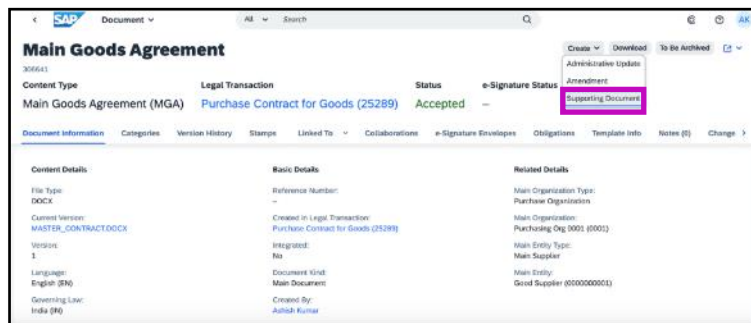 SAP Document All Search AK
Main Goods Agreement
Create Download To Be Archived
306641
Administrative Update
Content Type Legal Transaction Status e-Signature Status
Amendment
Main Goods Agreement (MGA) Purchase Contract for Goods (25289) Accepted –
Supporting Document
Document Information Categories Version History Stamps Linked To Collaborations e-Signature Envelopes Obligations Template Info Notes (0) Change
Content Details Basic Details Related Details
File Type: Reference Number: Main Organization Type:
DOCX – Purchase Organization
Current Version: Created in Legal Transaction: Main Organization:
MASTER_CONTRACT.DOCX Purchase Contract for Goods (25289) Purchasing Org 0001 (0001)
Version: Integrated: Main Entity Type:
1 No Main Supplier
Language: Document Kind: Main Entity:
English (EN) Main Document Good Supplier (0000000001)
Governing Law: Created By:
India (IN) Ashish Kumar